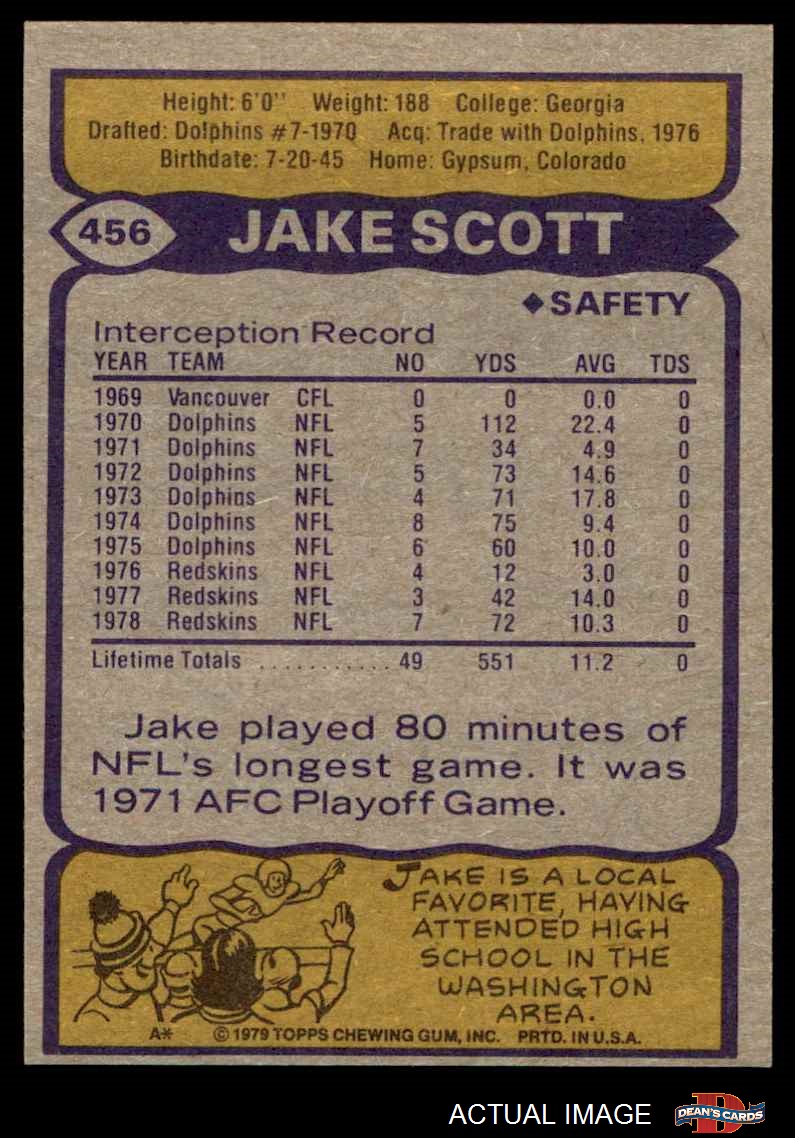 Height: 6'0" Weight: 188 College: Georgia
Drafted: Dolphins #7-1970 Acq: Trade with Dolphins, 1976
Birthdate: 7-20-45 Home: Gypsum, Colorado
456 JAKE SCOTT
◆SAFETY
Interception Record
YEAR TEAM NO YDS AVG TDS
1969 Vancouver CFL 0 0 0.0 0
1970 Dolphins NFL 5 112 22.4 0
1971 Dolphins NFL 7 34 4.9 0
1972 Dolphins NFL 5 73 14.6 0
1973 Dolphins NFL 4 71 17.8 0
1974 Dolphins NFL 8 75 9.4 0
1975 Dolphins NFL 6 60 10.0 0
1976 Redskins NFL 4 12 3.0 0
1977 Redskins NFL 3 42 14.0 0
1978 Redskins NFL 7 72 10.3 0
Lifetime Totals ............ 49 551 11.2 0
Jake played 80 minutes of
NFL's longest game. It was
1971 AFC Playoff Game.
JAKE IS A LOCAL
FAVORITE, HAVING
ATTENDED HIGH
SCHOOL IN THE
WASHINGTON
AREA.
A* © 1979 TOPPS CHEWING GUM, INC. PRTD. IN U.S.A.
ACTUAL IMAGE D DEAN'S CARDS